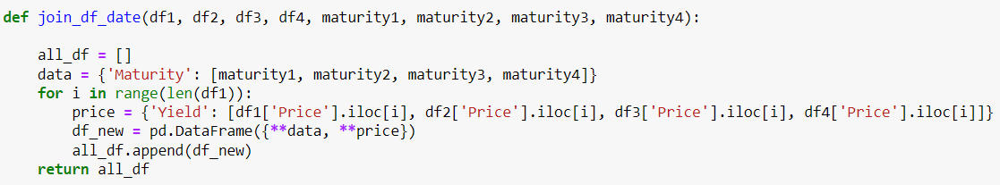 def join_df_date(df1, df2, df3, df4, maturity1, maturity2, maturity3, maturity4):
    all_df = []
    data = {'Maturity': [maturity1, maturity2, maturity3, maturity4]}
    for i in range(len(df1)):
        price = {'Yield': [df1['Price'].iloc[i], df2['Price'].iloc[i], df3['Price'].iloc[i], df4['Price'].iloc[i]]}
        df_new = pd.DataFrame({**data, **price})
        all_df.append(df_new)
    return all_df